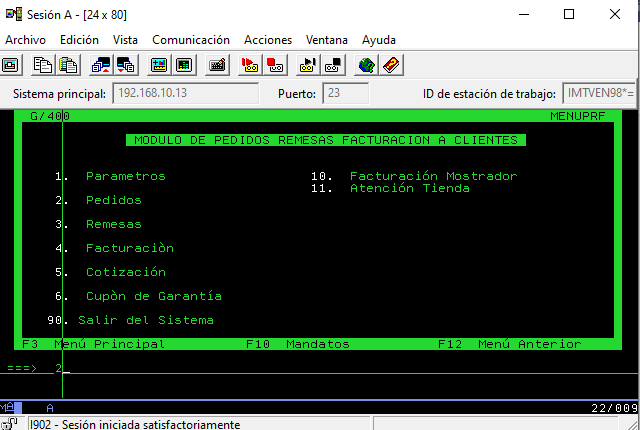 Sesión A - [24 x 80]
Archivo Edición Vista Comunicación Acciones Ventana Ayuda
Sistema principal: 192.168.10.13 Puerto: 23 ID de estación de trabajo: IMTVEN98*=
G/400 MENUPRF
MODULO DE PEDIDOS REMESAS FACTURACION A CLIENTES
1. Parametros 10. Facturación Mostrador
11. Atención Tienda
2. Pedidos
3. Remesas
4. Facturaciòn
5. Cotización
6. Cupòn de Garantía
90. Salir del Sistema
F3 Menú Principal F10 Mandatos F12 Menú Anterior
===> 2_
A 22/009
I902 - Sesión iniciada satisfactoriamente